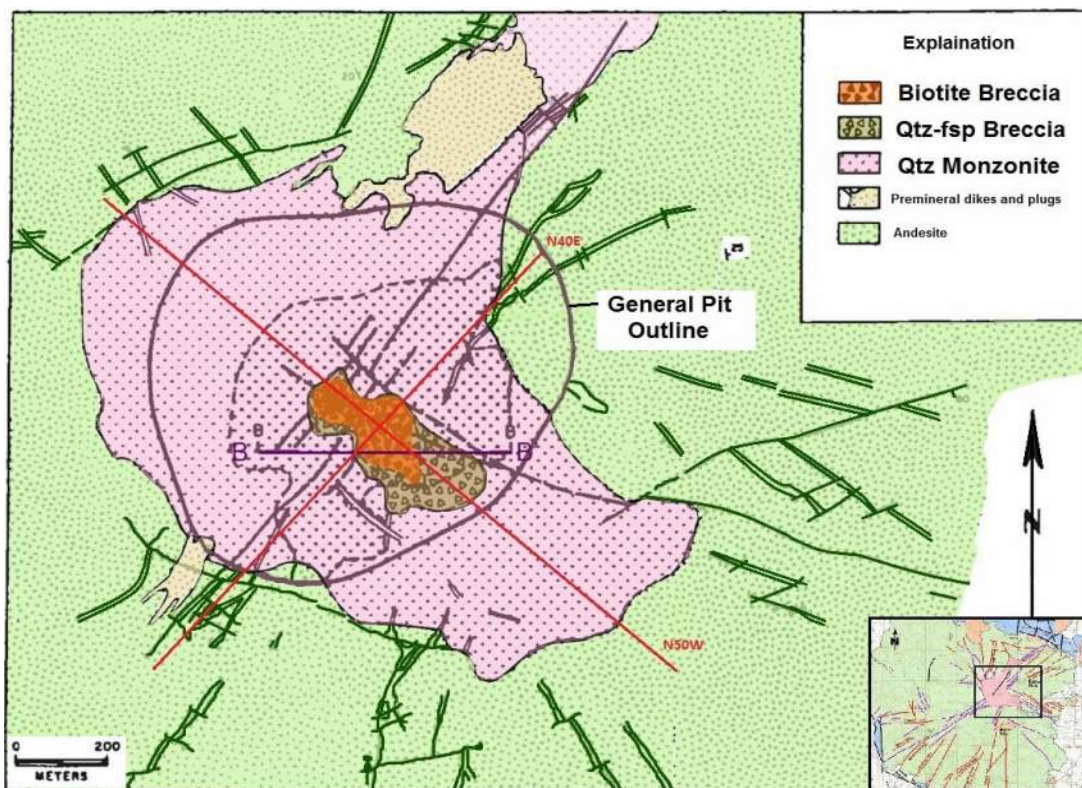 Explaination
Biotite Breccia
Qtz-fsp Breccia
Qtz Monzonite
Premineral dikes and plugs
Andesite
N40E
25
General Pit
Outline
B
B
B
B'
N50W
N
0 200
METERS
N